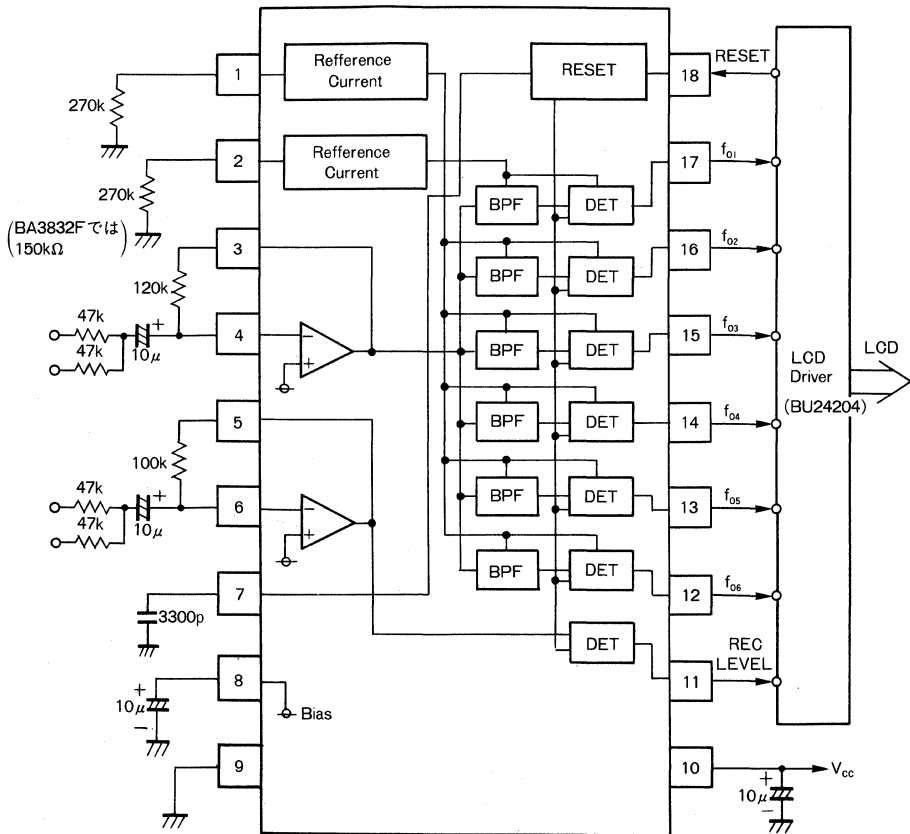 1
Refference
Current
RESET
18
RESET
270k
2
Refference
Current
17
f01
270k
BPF
DET
(BA3832Fでは
150kΩ)
3
16
f02
BPF
DET
120k
47k
47k
+
10μ
4
−
+
15
f03
BPF
DET
LCD
Driver
(BU24204)
LCD
5
14
f04
BPF
DET
100k
47k
47k
+
10μ
6
−
+
13
f05
BPF
DET
7
3300p
12
f06
BPF
DET
REC
LEVEL
DET
11
8
+
10μ
−
Bias
9
10
Vcc
+
10μ
−